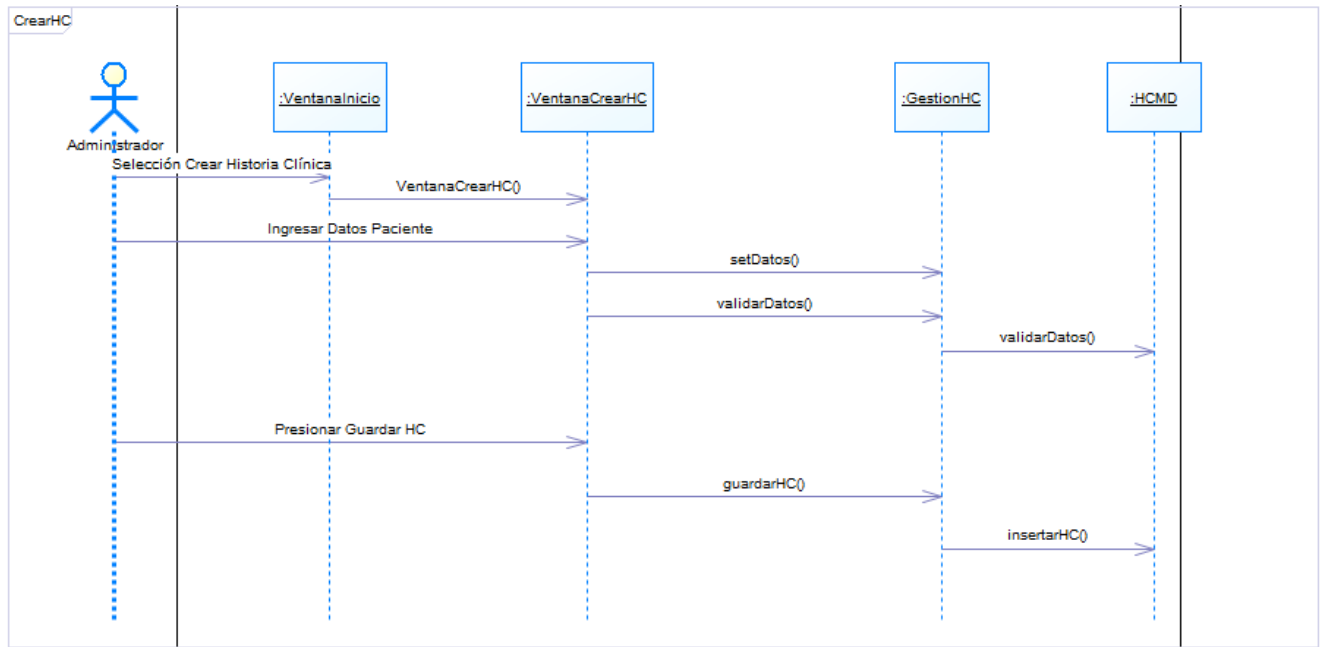 CrearHC
:VentanaInicio
:VentanaCrearHC
:GestionHC
:HCMD
Administrador
Selección Crear Historia Clínica
VentanaCrearHC()
Ingresar Datos Paciente
setDatos()
validarDatos()
validarDatos()
Presionar Guardar HC
guardarHC()
insertarHC()